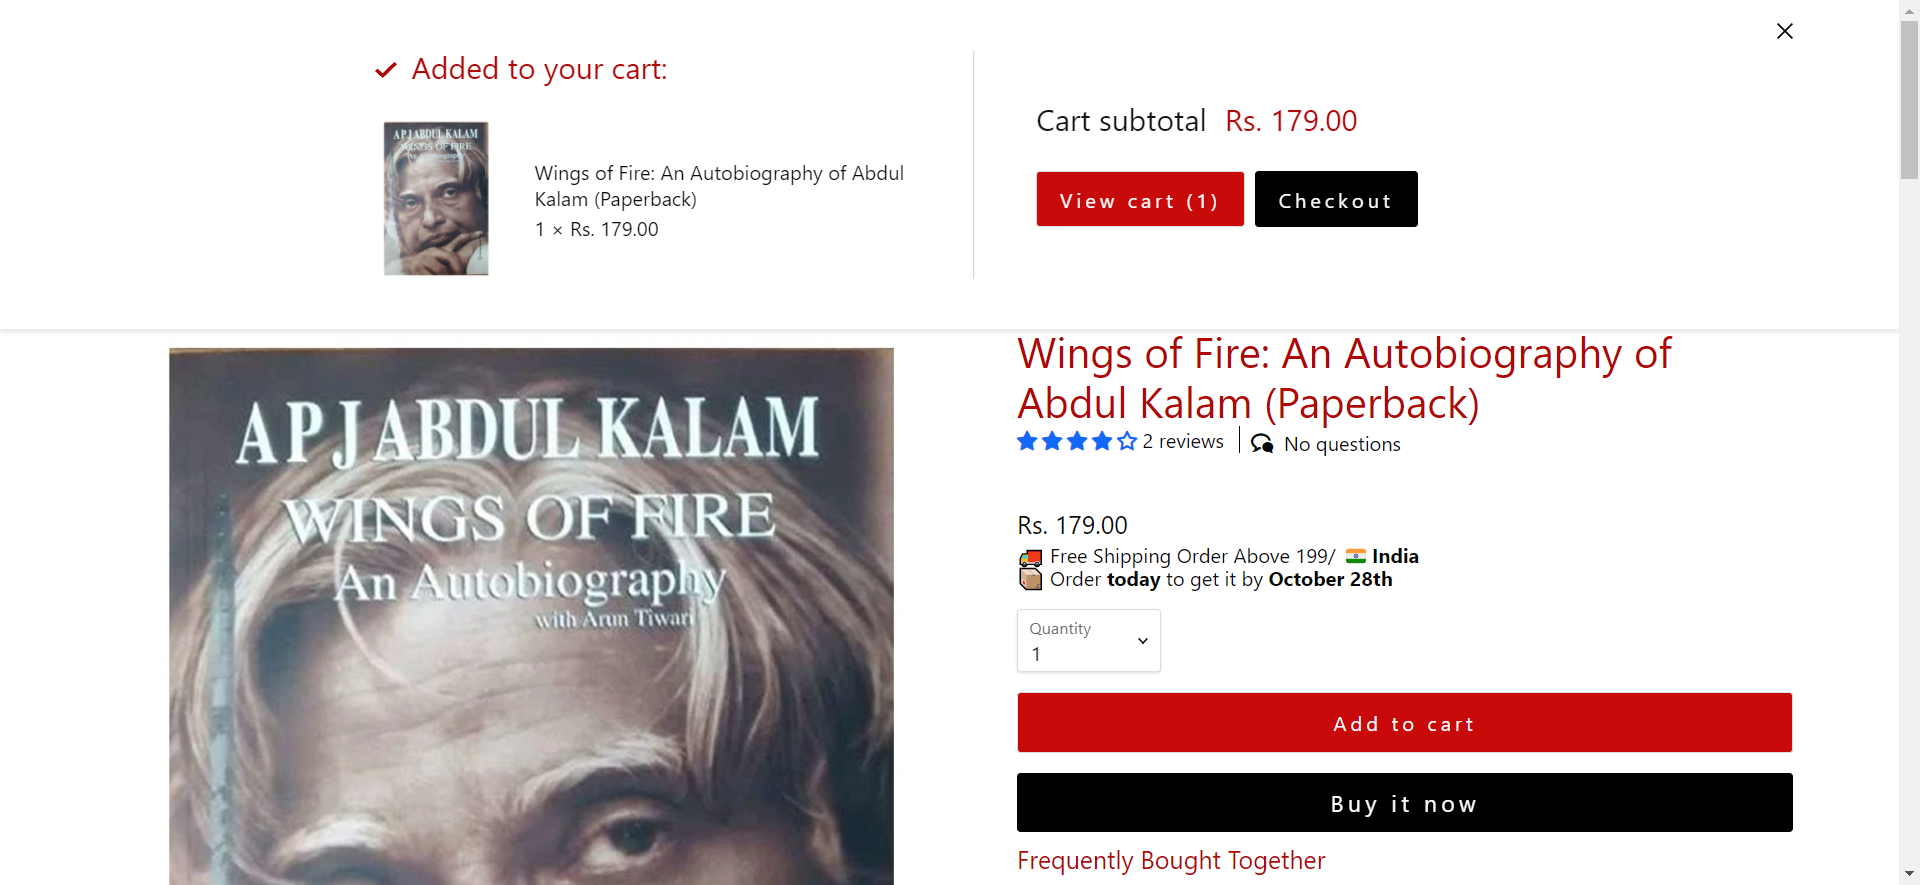 Added to your cart:
A P J ABDUL KALAM
WINGS OF FIRE
An Autobiography
Wings of Fire: An Autobiography of Abdul
Kalam (Paperback)
1 × Rs. 179.00
Cart subtotal Rs. 179.00
View cart (1)
Checkout
A P J ABDUL KALAM
WINGS OF FIRE
An Autobiography
with Arun Tiwari
Wings of Fire: An Autobiography of
Abdul Kalam (Paperback)
2 reviews
No questions
Rs. 179.00
Free Shipping Order Above 199/ India
Order today to get it by October 28th
Quantity
1
Add to cart
Buy it now
Frequently Bought Together